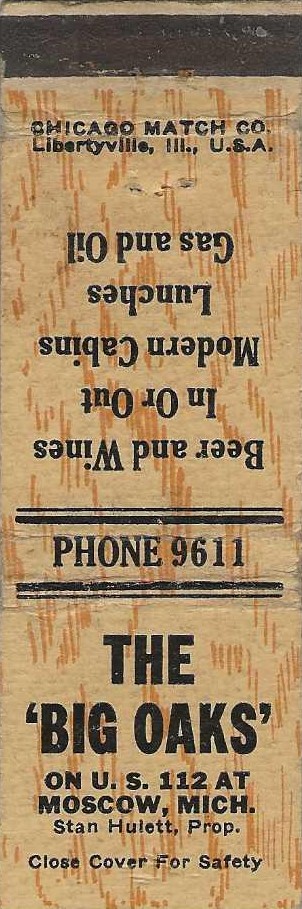 CHICAGO MATCH CO.
Libertyville, Ill., U.S.A.
Beer and Wines
In Or Out
Modern Cabins
Lunches
Gas and Oil
PHONE 9611
THE
‘BIG OAKS’
ON U. S. 112 AT
MOSCOW, MICH.
Stan Hulett, Prop.
Close Cover For Safety